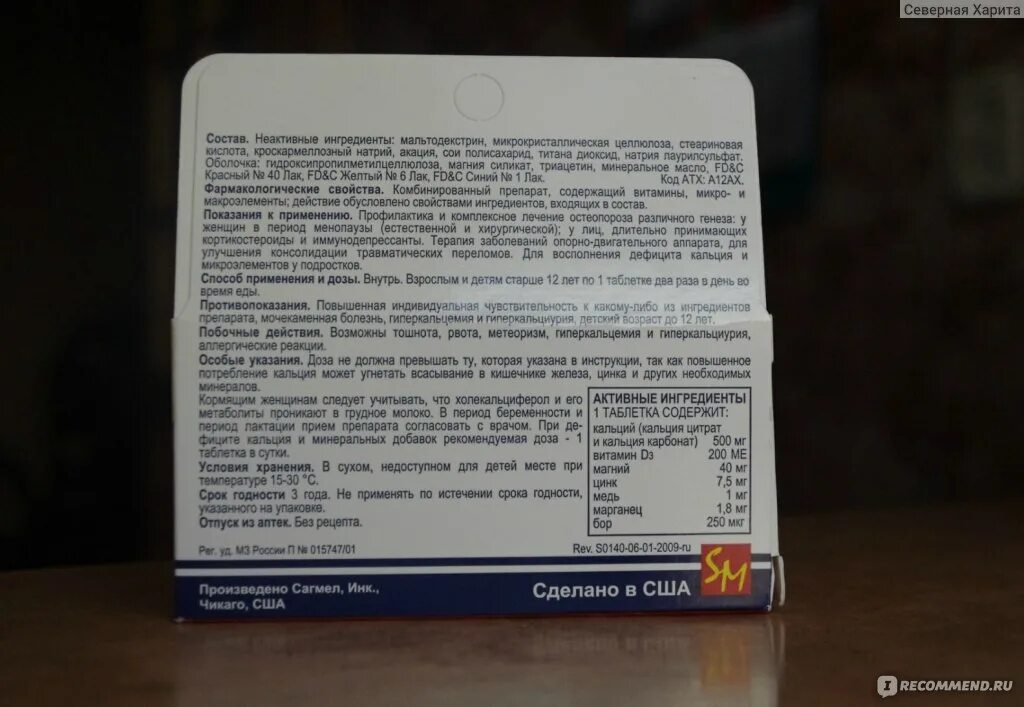 Северная Харита
Состав. Неактивные ингредиенты: мальтодекстрин, микрокристаллическая целлюлоза, стеариновая
кислота, кроскармеллозный натрий, акация, сои полисахарид, титана диоксид, натрия лаурилсульфат.
Оболочка: гидроксипропилметилцеллюлоза, магния силикат, триацетин, минеральное масло, FD&C
Красный № 40 Лак, FD&C Желтый № 6 Лак, FD&C Синий № 1 Лак. Код АТХ: А12АХ.
Фармакологические свойства. Комбинированный препарат, содержащий витамины, микро- и
макроэлементы; действие обусловлено свойствами ингредиентов, входящих в состав.
Показания к применению. Профилактика и комплексное лечение остеопороза различного генеза: у
женщин в период менопаузы (естественной и хирургической); у лиц, длительно принимающих
кортикостероиды и иммунодепрессанты. Терапия заболеваний опорно-двигательного аппарата, для
улучшения консолидации травматических переломов. Для восполнения дефицита кальция и
микроэлементов у подростков.
Способ применения и дозы. Внутрь. Взрослым и детям старше 12 лет по 1 таблетке два раза в день во
время еды.
Противопоказания. Повышенная индивидуальная чувствительность к какому-либо из ингредиентов
препарата, мочекаменная болезнь, гиперкальцемия и гиперкальциурия, детский возраст до 12 лет.
Побочные действия. Возможны тошнота, рвота, метеоризм, гиперкальцемия и гиперкальциурия,
аллергические реакции.
Особые указания. Доза не должна превышать ту, которая указана в инструкции, так как повышенное
потребление кальция может угнетать всасывание в кишечнике железа, цинка и других необходимых
минералов.
Кормящим женщинам следует учитывать, что холекальциферол и его
метаболиты проникают в грудное молоко. В период беременности и
период лактации прием препарата согласовать с врачом. При де-
фиците кальция и минеральных добавок рекомендуемая доза - 1
таблетка в сутки.
Условия хранения. В сухом, недоступном для детей месте при
температуре 15-30 °С.
Срок годности 3 года. Не применять по истечении срока годности,
указанного на упаковке.
Отпуск из аптек. Без рецепта.
АКТИВНЫЕ ИНГРЕДИЕНТЫ
1 ТАБЛЕТКА СОДЕРЖИТ:
кальций (кальция цитрат
и кальция карбонат) 500 мг
витамин D3 200 МЕ
магний 40 мг
цинк 7,5 мг
медь 1 мг
марганец 1,8 мг
бор 250 мкг
Рег. уд. МЗ России П № 015747/01
Rev. S0140-06-01-2009-ru
Произведено Сагмел, Инк.,
Чикаго, США
Сделано в США
SM
IRECOMMEND.RU